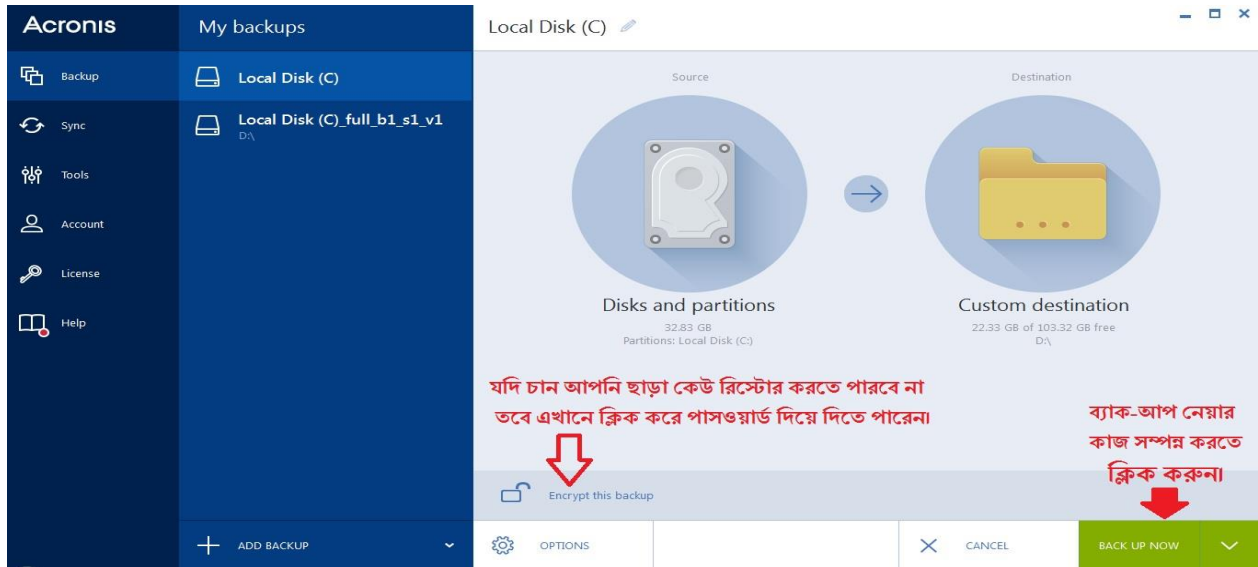 Acronis
My backups
Local Disk (C)
Backup
Sync
Tools
Account
License
Help
Local Disk (C)
Local Disk (C)_full_b1_s1_v1
D:\
Source
Destination
Disks and partitions
32.83 GB
Partitions: Local Disk (C:)
Custom destination
22.33 GB of 103.32 GB free
D:\
যদি চান আপনি ছাড়া কেউ রিস্টোর করতে পারবে না
তবে এখানে ক্লিক করে পাসওয়ার্ড দিয়ে দিতে পারেন।
ব্যাক-আপ নেয়ার
কাজ সম্পন্ন করতে
ক্লিক করুন।
Encrypt this backup
ADD BACKUP
OPTIONS
CANCEL
BACK UP NOW